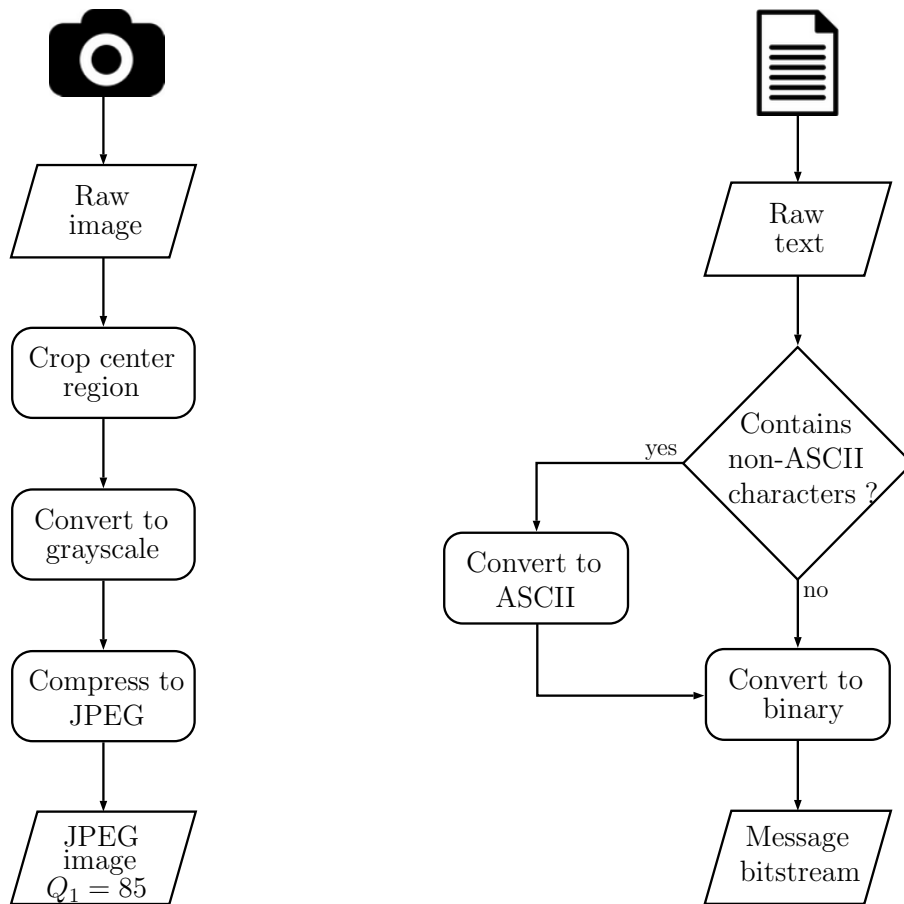 Raw
image
Crop center
region
Convert to
grayscale
Compress to
JPEG
JPEG
image
Q₁ = 85
Raw
text
Contains
non-ASCII
characters ?
yes
no
Convert to
ASCII
Convert to
binary
Message
bitstream